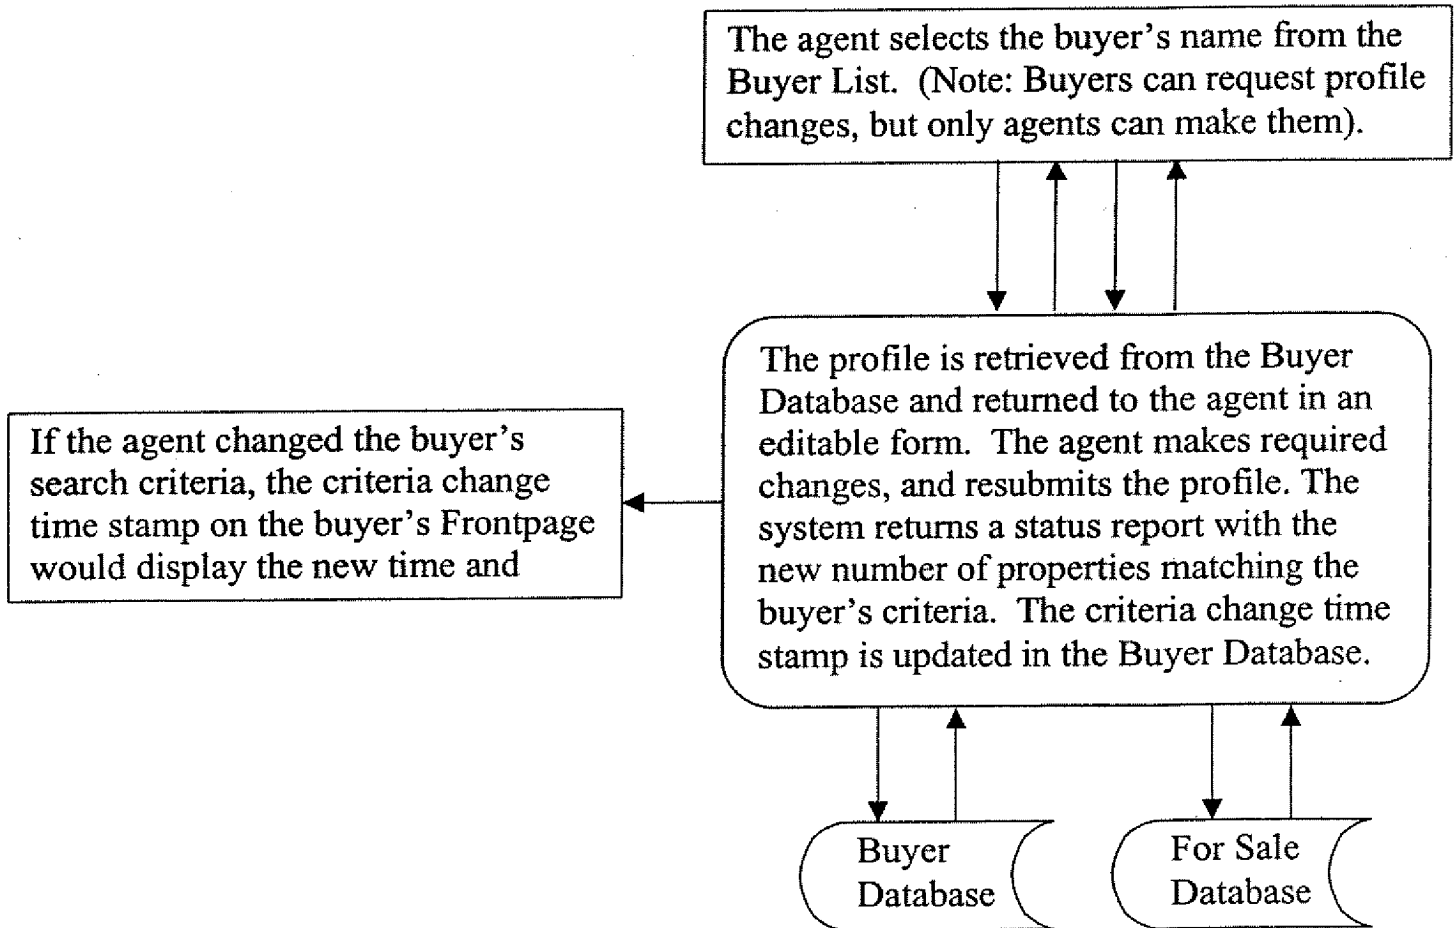 The agent selects the buyer's name from the
Buyer List.  (Note: Buyers can request profile
changes, but only agents can make them).
The profile is retrieved from the Buyer
Database and returned to the agent in an
editable form.  The agent makes required
changes, and resubmits the profile. The
system returns a status report with the
new number of properties matching the
buyer's criteria.  The criteria change time
stamp is updated in the Buyer Database.
If the agent changed the buyer's
search criteria, the criteria change
time stamp on the buyer's Frontpage
would display the new time and
Buyer
Database
For Sale
Database